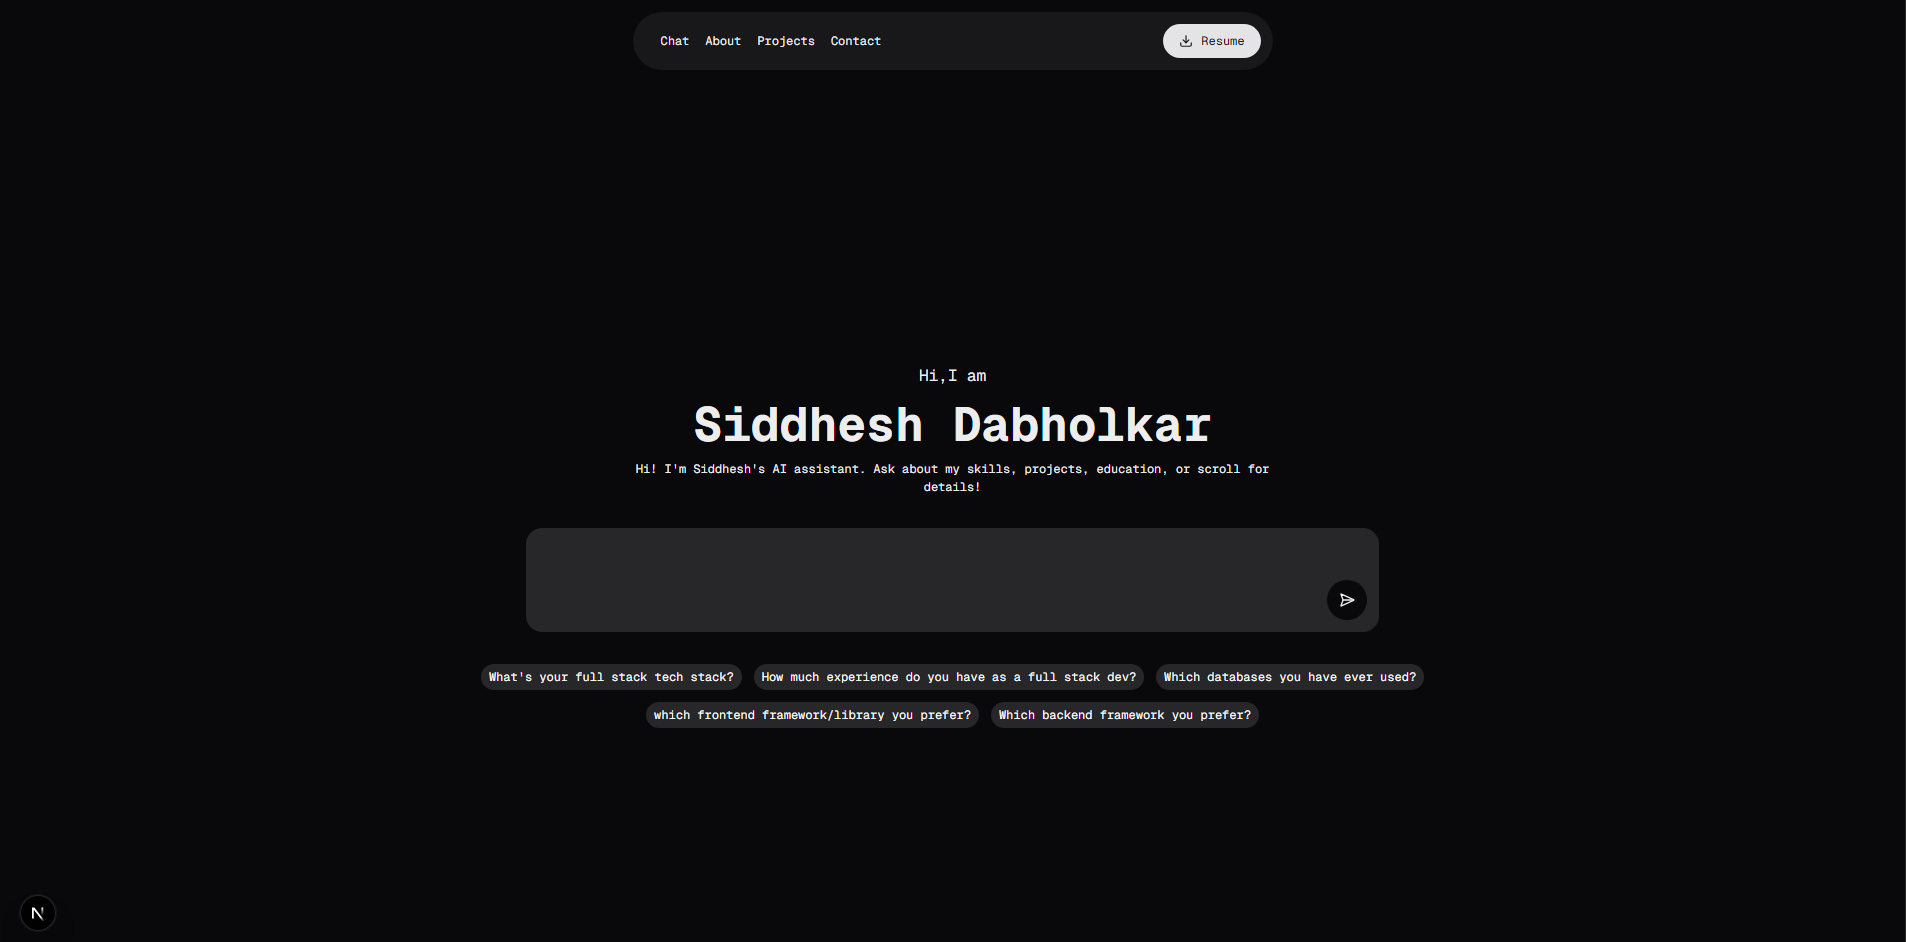 Chat About Projects Contact Resume
Hi,I am
Siddhesh Dabholkar
Hi! I'm Siddhesh's AI assistant. Ask about my skills, projects, education, or scroll for
details!
What's your full stack tech stack? How much experience do you have as a full stack dev? Which databases you have ever used?
which frontend framework/library you prefer? Which backend framework you prefer?
N